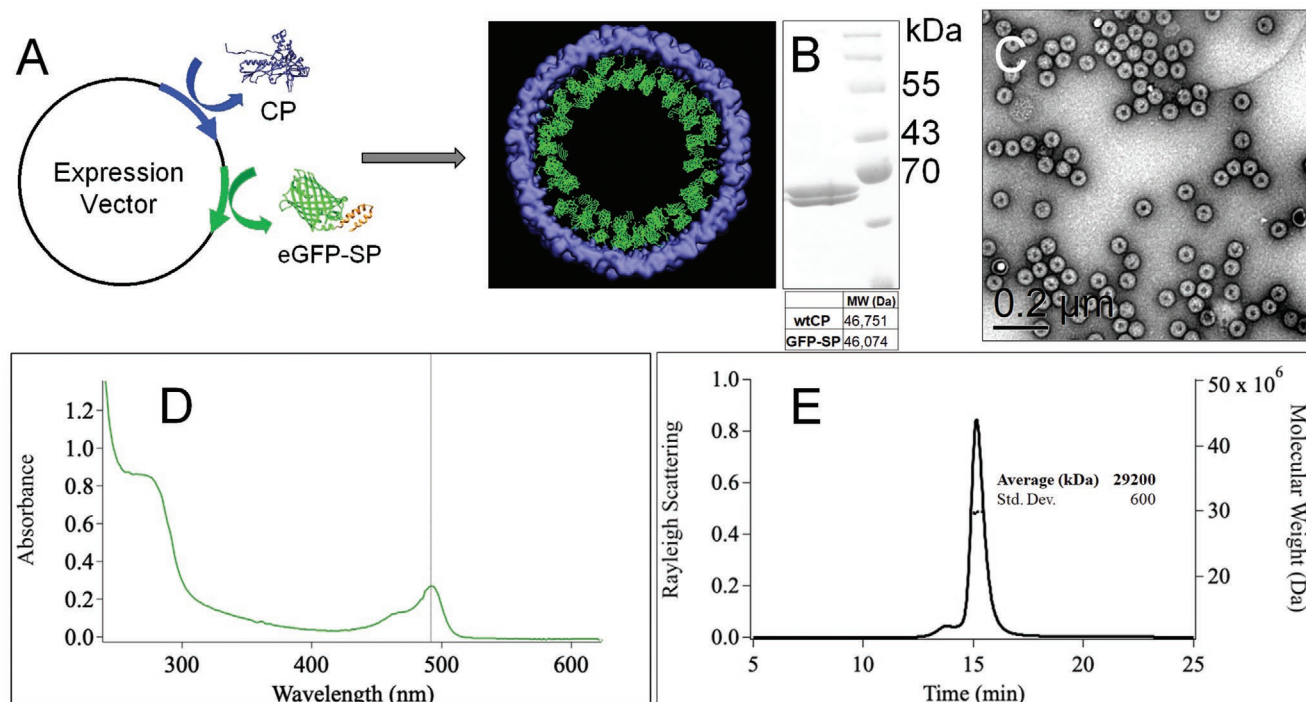 A
CP
Expression
Vector
eGFP-SP
B
kDa
55
43
70
MW (Da)
wtCP 46,751
GFP-SP 46,074
C
0.2 μm
D
1.2
1.0
0.8
0.6
0.4
0.2
0.0
Absorbance
300 400 500 600
Wavelength (nm)
E
1.0
0.8
0.6
0.4
0.2
0.0
Rayleigh Scattering
50 x 10⁶
40
30
20
Molecular Weight (Da)
Average (kDa) 29200
Std. Dev. 600
5 10 15 20 25
Time (min)